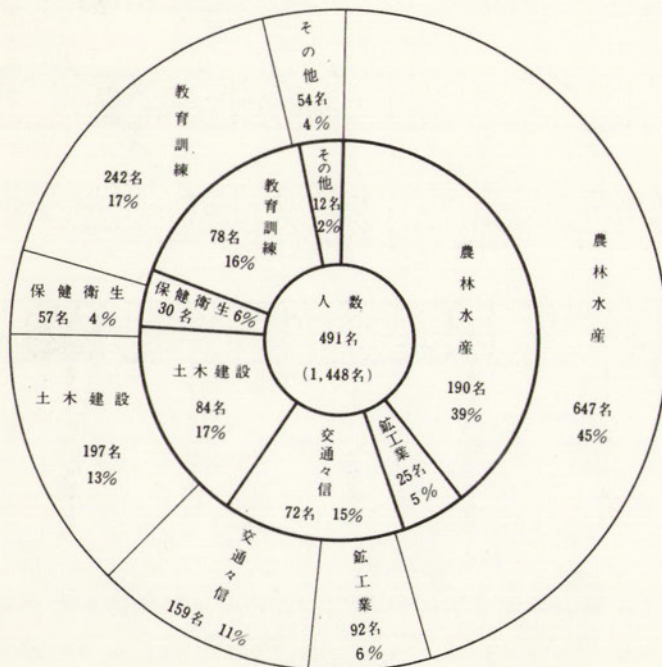 人数
491名
(1,448名)
農林水産
190名
39%
鉱工業
25名
5%
交通々信
72名 15%
土木建設
84名
17%
保健衛生 6%
30名
教育訓練
78名
16%
その他
12名
2%
農林水産
647名
45%
鉱工業
92名
6%
交通々信
159名 11%
土木建設
197名
13%
保健衛生
57名 4%
教育訓練
242名
17%
その他
54名
4%